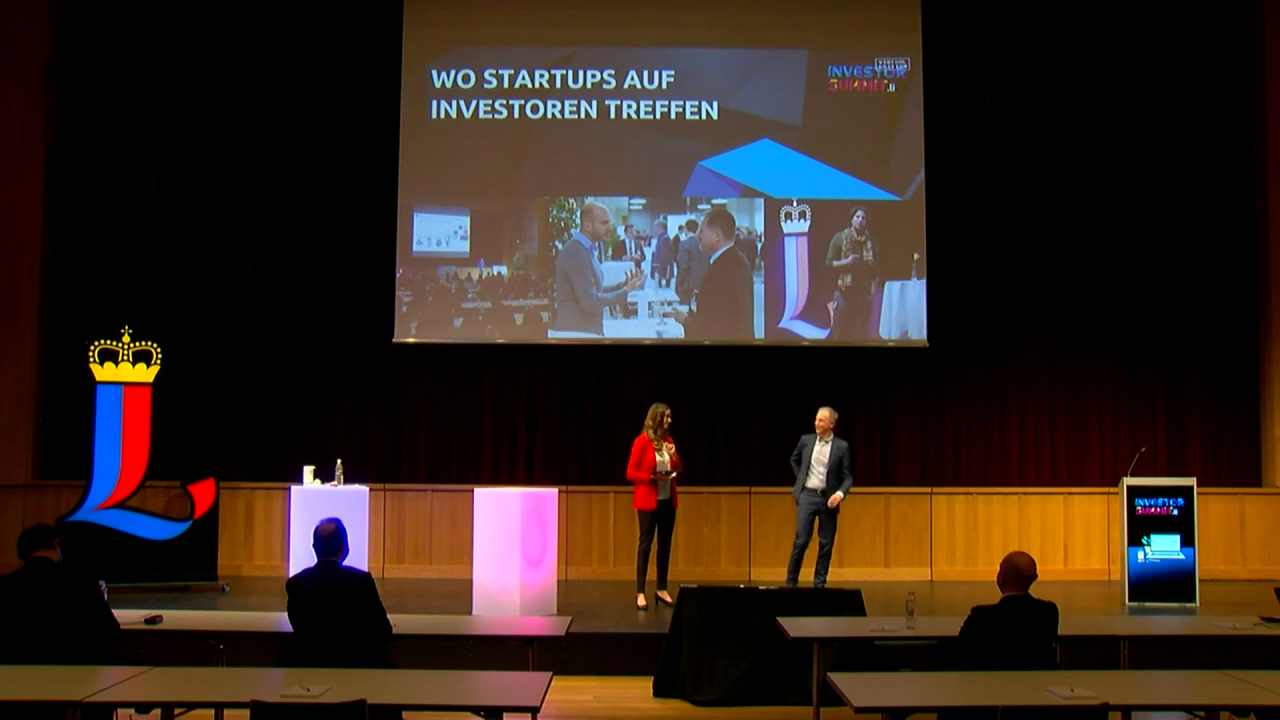 WO STARTUPS AUF
INVESTOREN TREFFEN
INVESTOR
SUMMIT.li
INVESTOR
SUMMIT.li